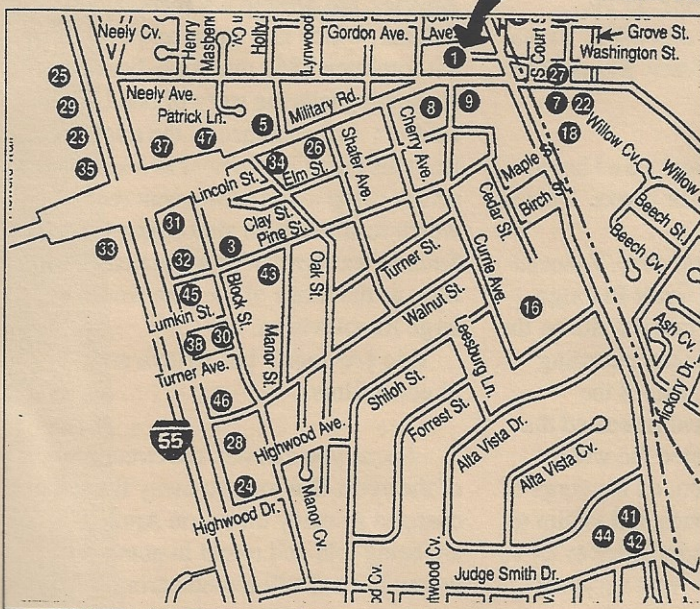 Neely Cv.
Henry
Masbern
n Cv.
Holly
Lynwood
Gordon Ave.
Ave.
1
S Court S
Grove St.
Washington St.
25
29
23
35
Neely Ave.
Patrick Ln.
37
47
5
Military Rd.
8
9
27
7
22
18
Willow Cv.
Willow
34
26
Elm St.
Shafer Ave.
Cherry Ave.
Maple St.
Birch St.
Cedar St.
Beech St.
Beech Cv.
Lincoln St.
Clay St.
Pine St.
31
3
33
32
43
45
Lumkin St.
Block St.
Manor St.
Oak St.
Turner St.
Currie Ave.
16
Walnut St.
Ash Cv.
Hickory Dr.
38
30
Turner Ave.
46
Leesburg Ln.
Shiloh St.
Forrest St.
55
28
Highwood Ave.
Alta Vista Dr.
Alta Vista Cv.
24
Highwood Dr.
Manor Cv.
41
44
42
d Cv.
twood Cv.
Judge Smith Dr.